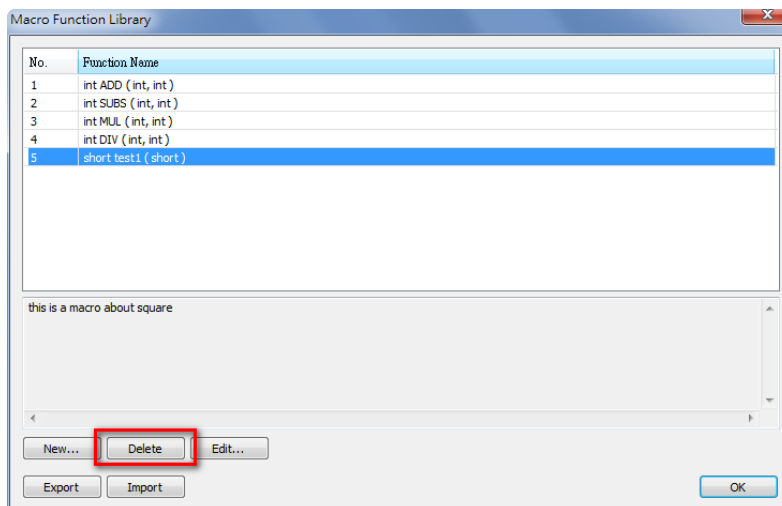 Macro Function Library
No. Function Name
1 int ADD ( int, int )
2 int SUBS ( int, int )
3 int MUL ( int, int )
4 int DIV ( int, int )
5 short test1 ( short )
this is a macro about square
New... Delete Edit...
Export Import OK